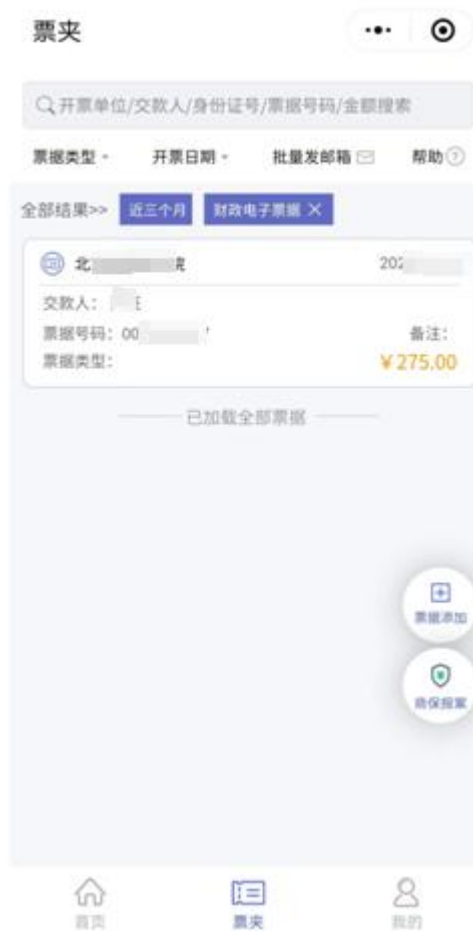 票夹
开票单位/交款人/身份证号/票据号码/金额搜索
票据类型 开票日期 批量发邮箱 帮助
全部结果>> 近三个月 财政电子票据 ×
北 院 202
交款人：
票据号码：00 备注：
票据类型： ¥275.00
已加载全部票据
票据添加
商保报案
首页 票夹 我的